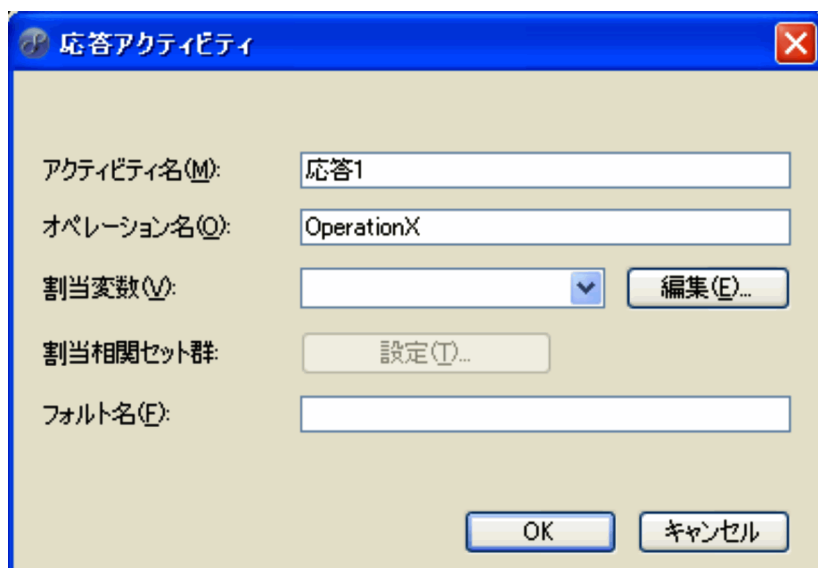 応答アクティビティ
アクティビティ名(M): 応答1
オペレーション名(O): OperationX
割当変数(V): 編集(E)...
割当相関セット群: 設定(T)...
フォルト名(F):
OK キャンセル